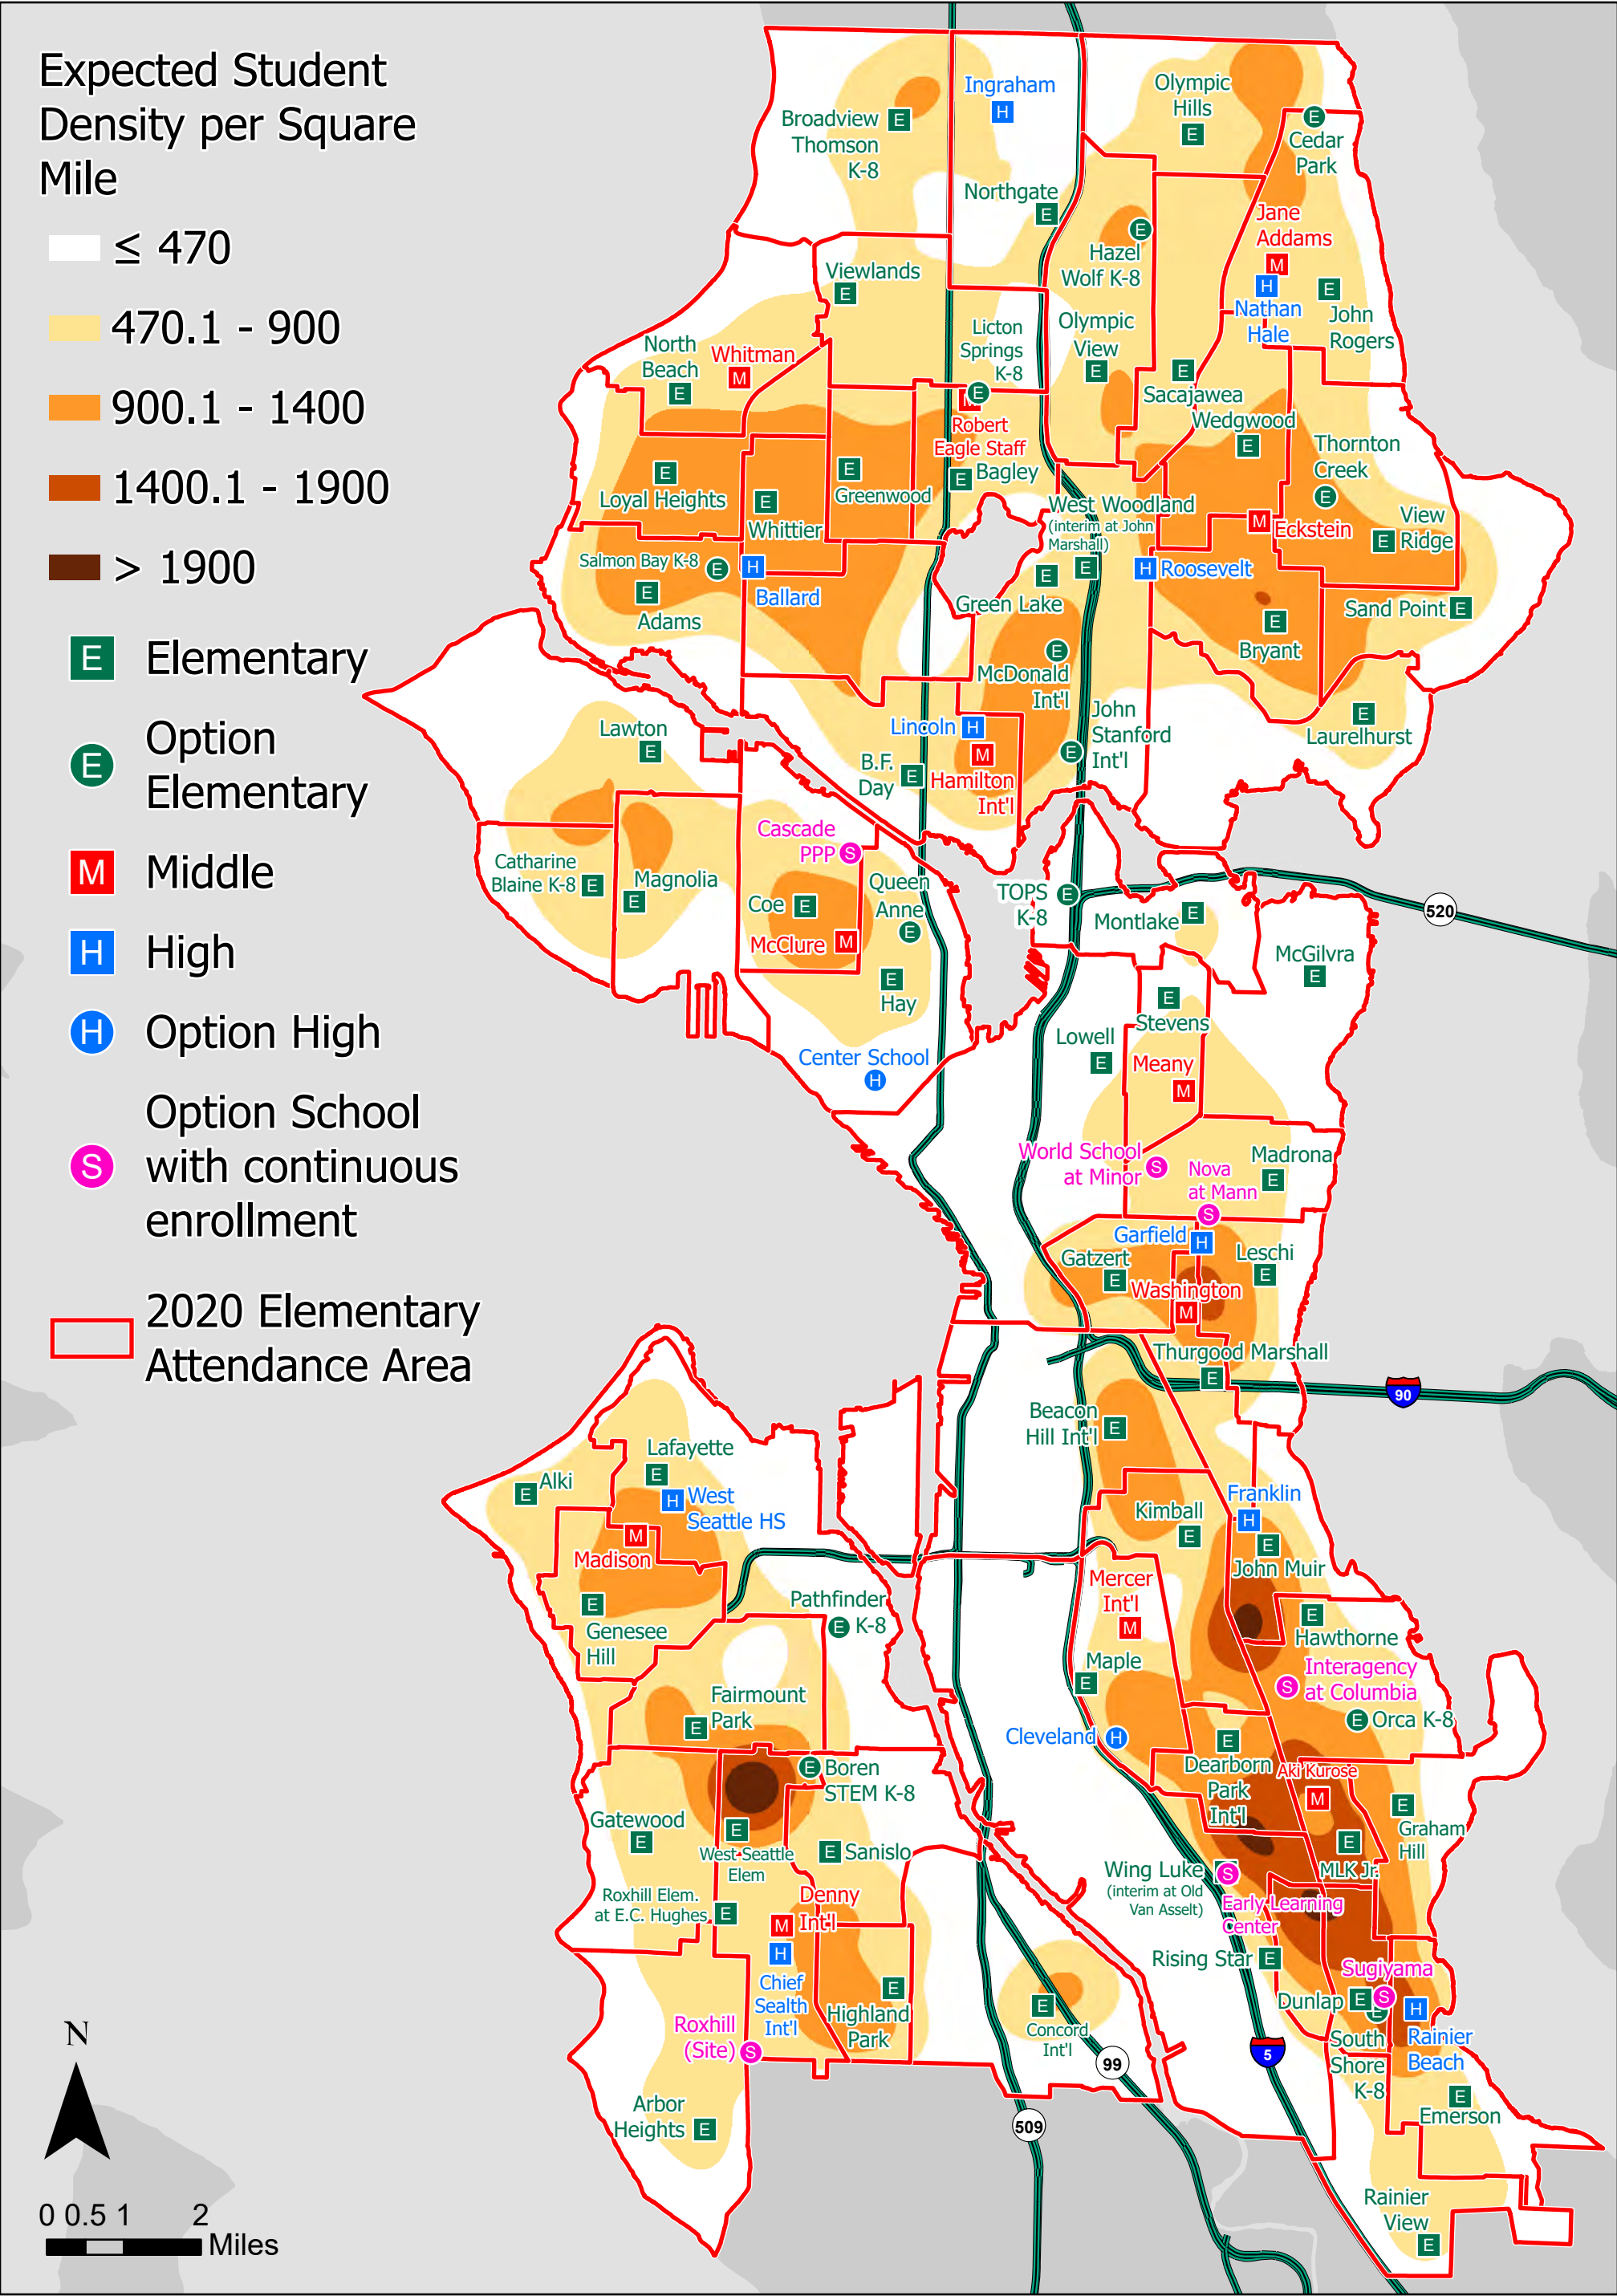 Expected Student
Density per Square
Mile
≤ 470
470.1 - 900
900.1 - 1400
1400.1 - 1900
> 1900
E Elementary
E Option
Elementary
M Middle
H High
H Option High
S Option School
with continuous
enrollment
2020 Elementary
Attendance Area
Ingraham
H
Olympic
Hills
E
Broadview E
Thomson
K-8
E
Cedar
Park
Northgate
E
Jane
Addams
M
E
Hazel
Wolf K-8
Viewlands
E
H
Nathan
Hale
E
John
Rogers
Licton
Springs
K-8
E
Olympic
View
E
North
Beach
E
Whitman
M
E
Sacajawea
Wedgwood
E
M
Robert
Eagle Staff
E Bagley
Thornton
Creek
E
E
Loyal Heights
E
Whittier
E
Greenwood
West Woodland
(interim at John
Marshall)
E
M Eckstein
View
E Ridge
Salmon Bay K-8 E
H
Ballard
E
Adams
E
Green Lake
H Roosevelt
Sand Point E
E
Bryant
E
McDonald
Int'l
Lawton
E
Lincoln H
M
Hamilton
Int'l
John
Stanford
E Int'l
E
Laurelhurst
B.F.
Day E
Cascade
PPP S
Catharine
Blaine K-8 E
Magnolia
E
Coe E
McClure M
Queen
Anne
E
TOPS E
K-8
Montlake E
520
McGilvra
E
E
Hay
E
Stevens
Lowell
E
Meany
M
Center School
H
World School
at Minor S
Nova
at Mann
S
Madrona
E
Garfield H
Gatzert
E
Leschi
E
Washington
M
Thurgood Marshall
E
90
Beacon
Hill Int'l E
Lafayette
E
Alki
E
H West
Seattle HS
Franklin
H
Kimball
E
E
John Muir
M
Madison
Mercer
Int'l
M
E
Genesee
Hill
Pathfinder
E K-8
E
Hawthorne
Maple
E
Interagency
S at Columbia
Fairmount
E Park
E Orca K-8
Cleveland H
E
Dearborn
Park
Int'l
E Boren
STEM K-8
Aki Kurose
M
E
Graham
Hill
Gatewood
E
E
West Seattle
Elem
E Sanislo
E
MLK Jr.
Wing Luke
(interim at Old
Van Asselt)
S
Early Learning
Center
Roxhill Elem.
at E.C. Hughes E
Denny
M Int'l
H
Chief
Sealth
Int'l
Rising Star E
Sugiyama
S
E
Highland
Park
Dunlap E
E
South
Shore
K-8
H
Rainier
Beach
E
Concord
Int'l
Roxhill
(Site) S
99
5
E
Emerson
Arbor
Heights E
509
Rainier
View
E
N
0 0.5 1 2
Miles